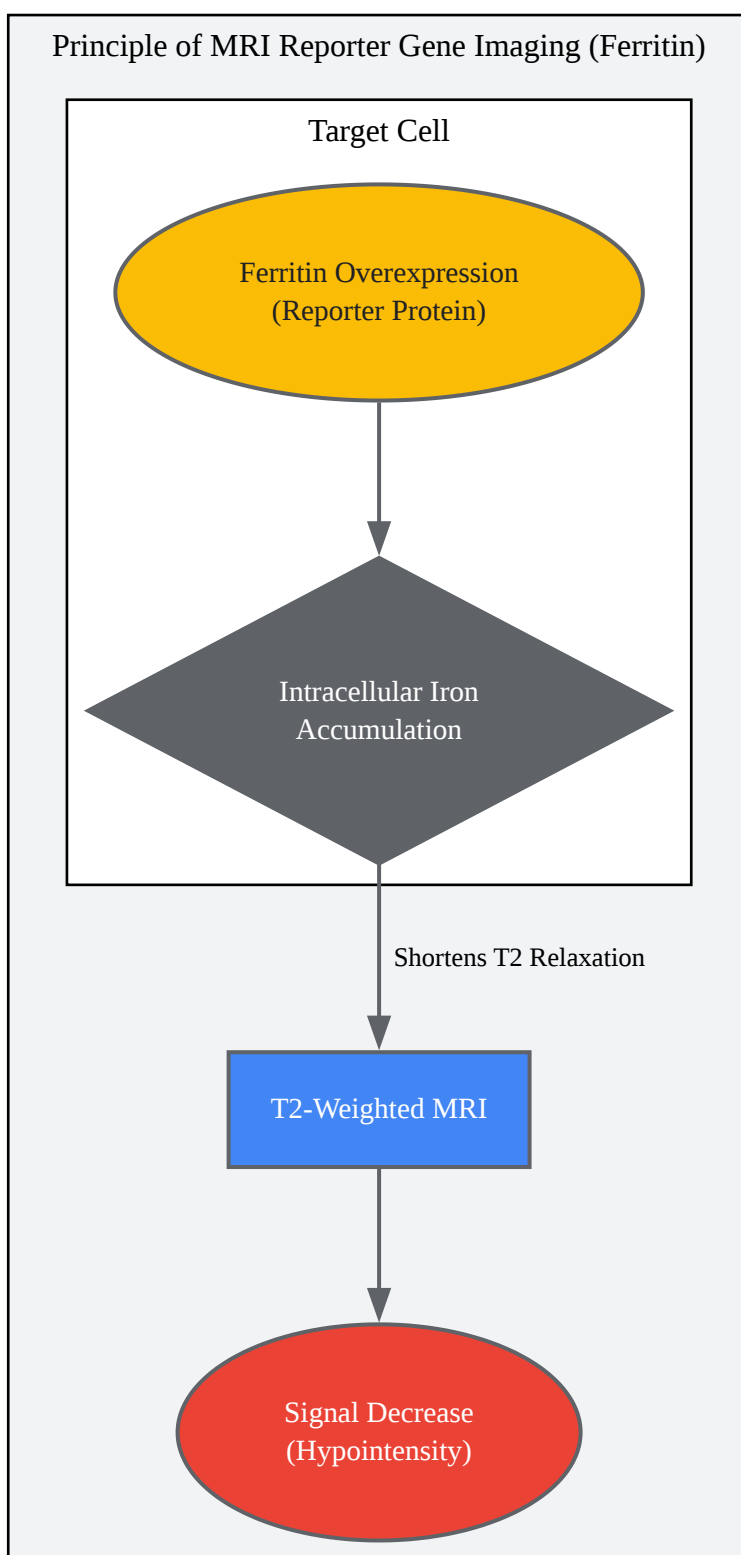 Principle of MRI Reporter Gene Imaging (Ferritin)
Target Cell
Ferritin Overexpression
(Reporter Protein)
Intracellular Iron
Accumulation
Shortens T2 Relaxation
T2-Weighted MRI
Signal Decrease
(Hypointensity)